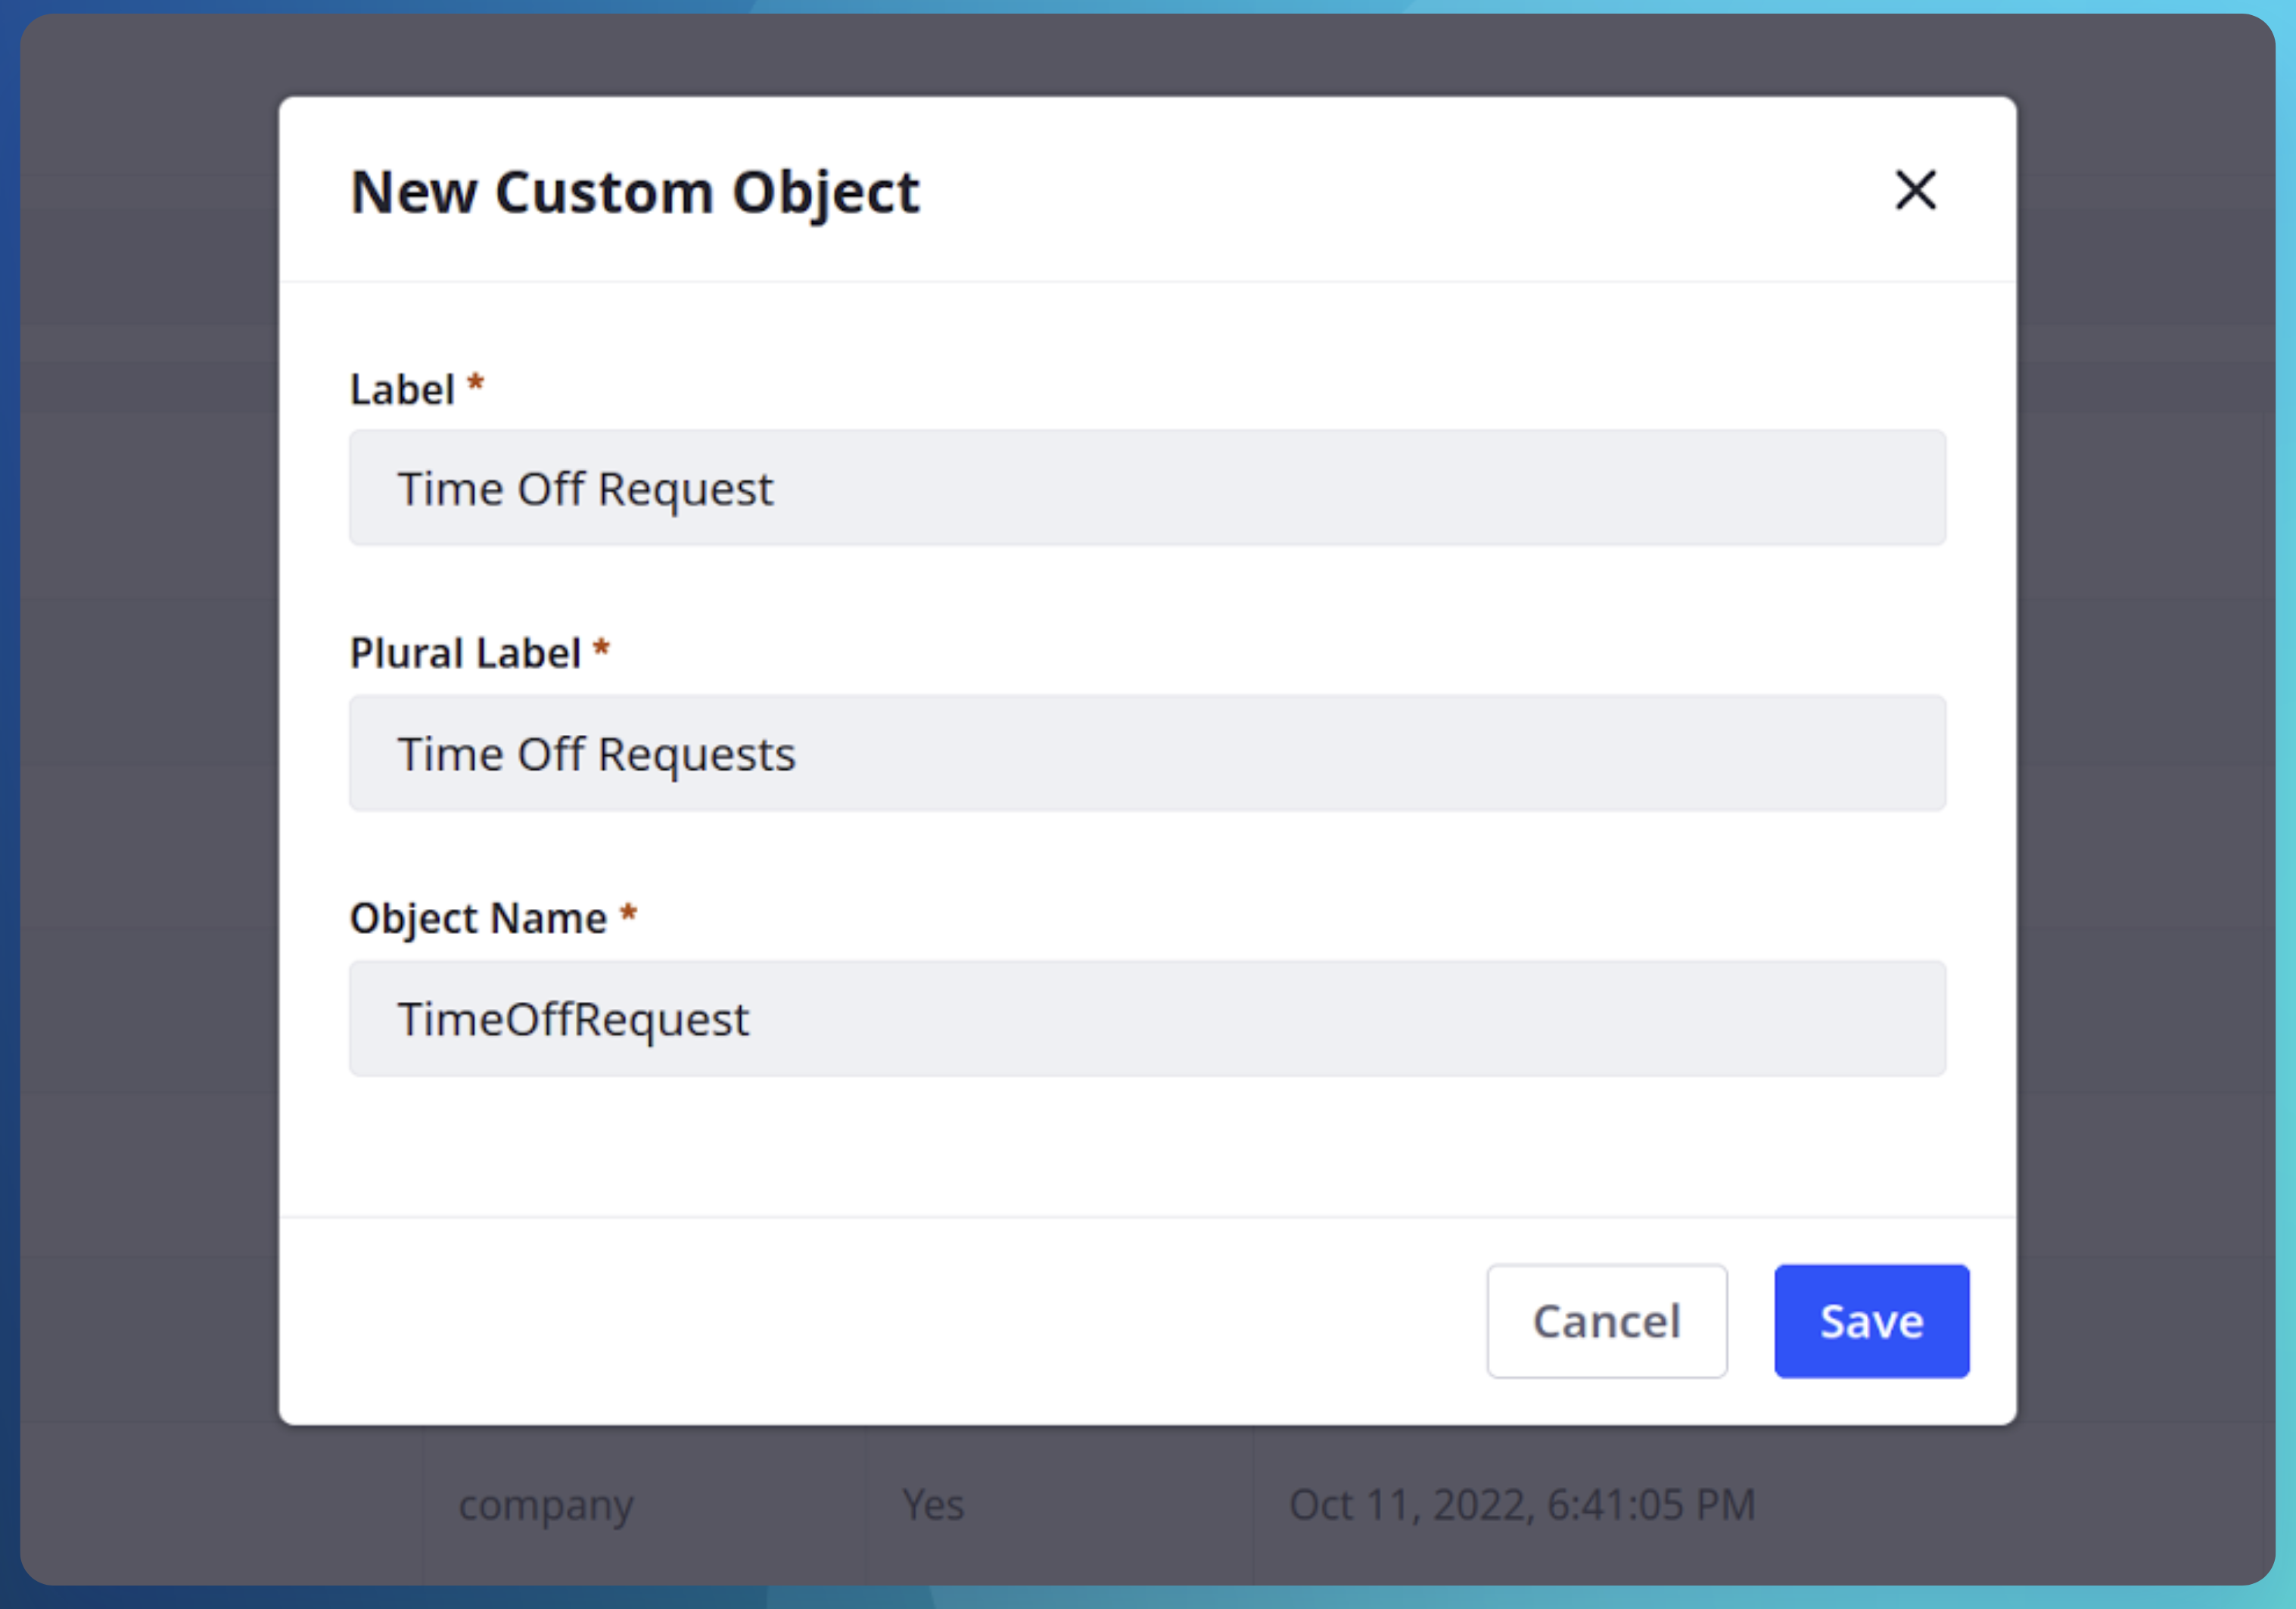 New Custom Object
Label *
Time Off Request
Plural Label *
Time Off Requests
Object Name *
TimeOffRequest
Cancel Save
company Yes Oct 11, 2022, 6:41:05 PM